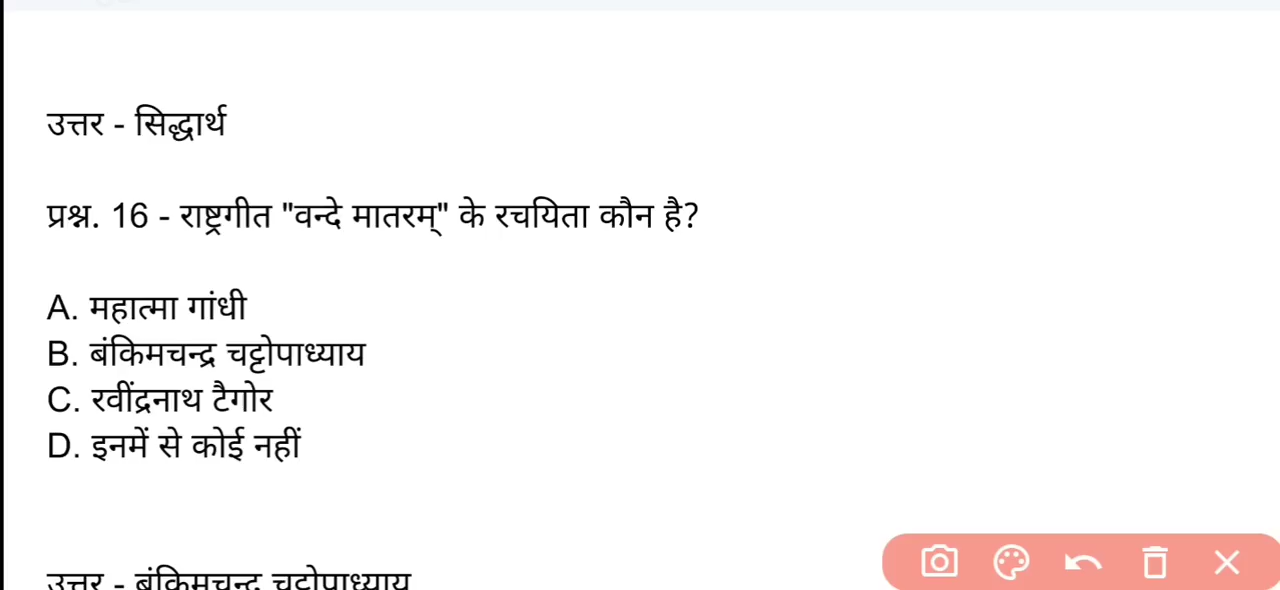 उत्तर - सिद्धार्थ
प्रश्न. 16 - राष्ट्रगीत "वन्दे मातरम्" के रचयिता कौन है?
A. महात्मा गांधी
B. बंकिमचन्द्र चट्टोपाध्याय
C. रवींद्रनाथ टैगोर
D. इनमें से कोई नहीं
उत्तर - बंकिमचन्द्र चट्टोपाध्याय